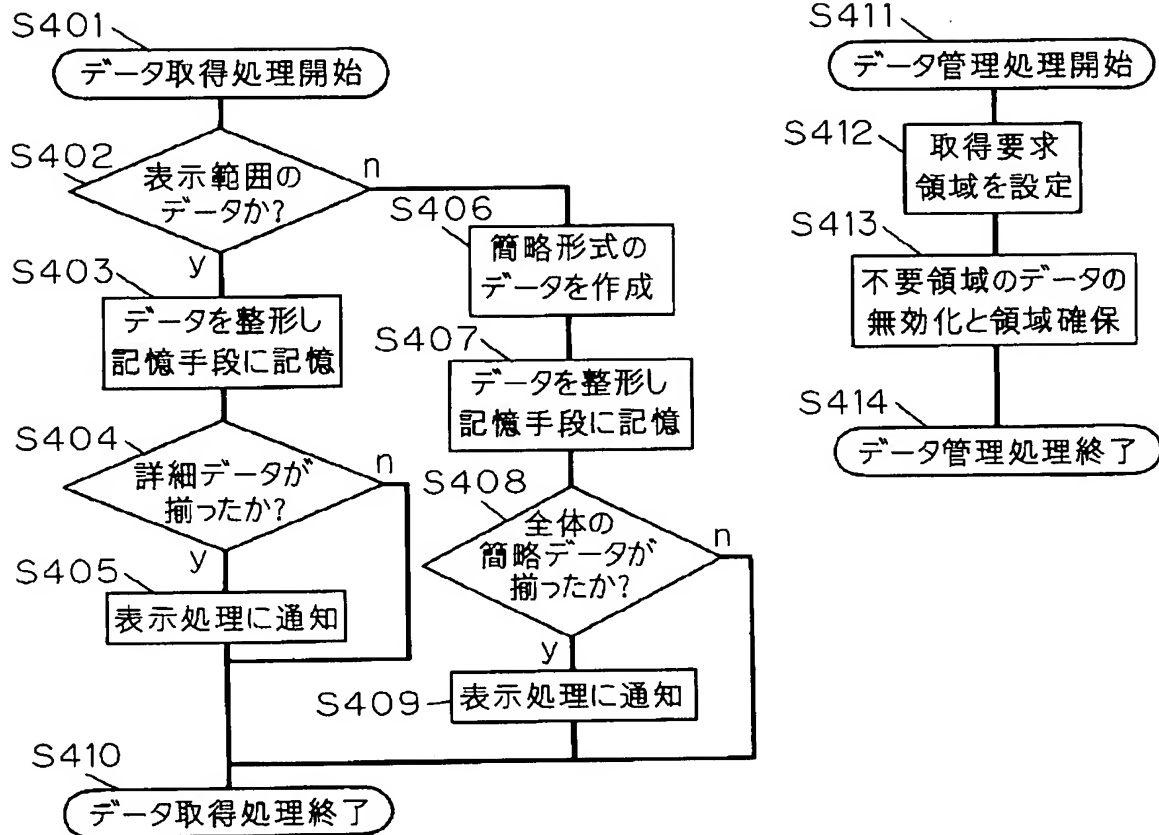 S401
データ取得処理開始
S402
表示範囲の
データか?
n
y
S403
データを整形し
記憶手段に記憶
S404
詳細データが
揃ったか?
n
y
S405
表示処理に通知
S406
簡略形式の
データを作成
S407
データを整形し
記憶手段に記憶
S408
全体の
簡略データが
揃ったか?
n
y
S409
表示処理に通知
S410
データ取得処理終了
S411
データ管理処理開始
S412
取得要求
領域を設定
S413
不要領域のデータの
無効化と領域確保
S414
データ管理処理終了